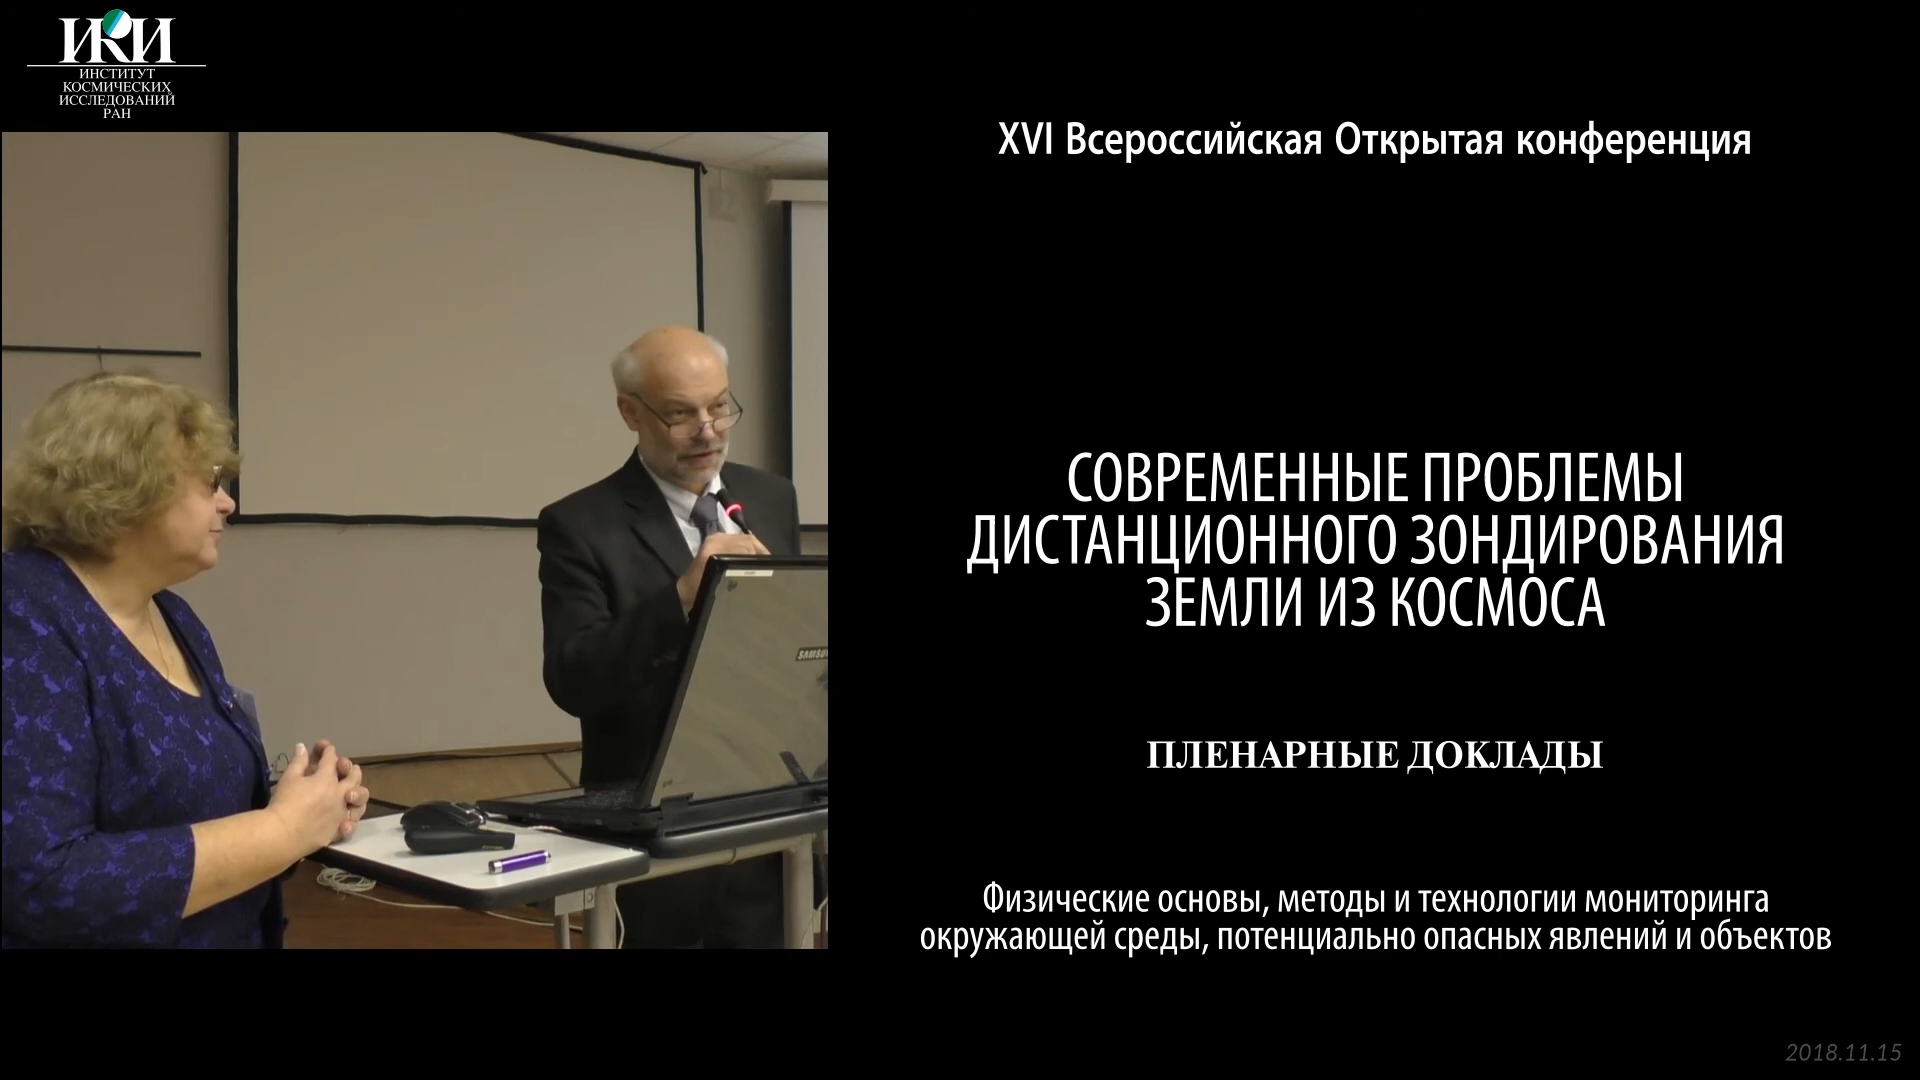 ИКИ
ИНСТИТУТ
КОСМИЧЕСКИХ
ИССЛЕДОВАНИЙ
РАН
XVI Всероссийская Открытая конференция
СОВРЕМЕННЫЕ ПРОБЛЕМЫ
ДИСТАНЦИОННОГО ЗОНДИРОВАНИЯ
ЗЕМЛИ ИЗ КОСМОСА
SAMSU
ПЛЕНАРНЫЕ ДОКЛАДЫ
Физические основы, методы и технологии мониторинга
окружающей среды, потенциально опасных явлений и объектов
2018.11.15